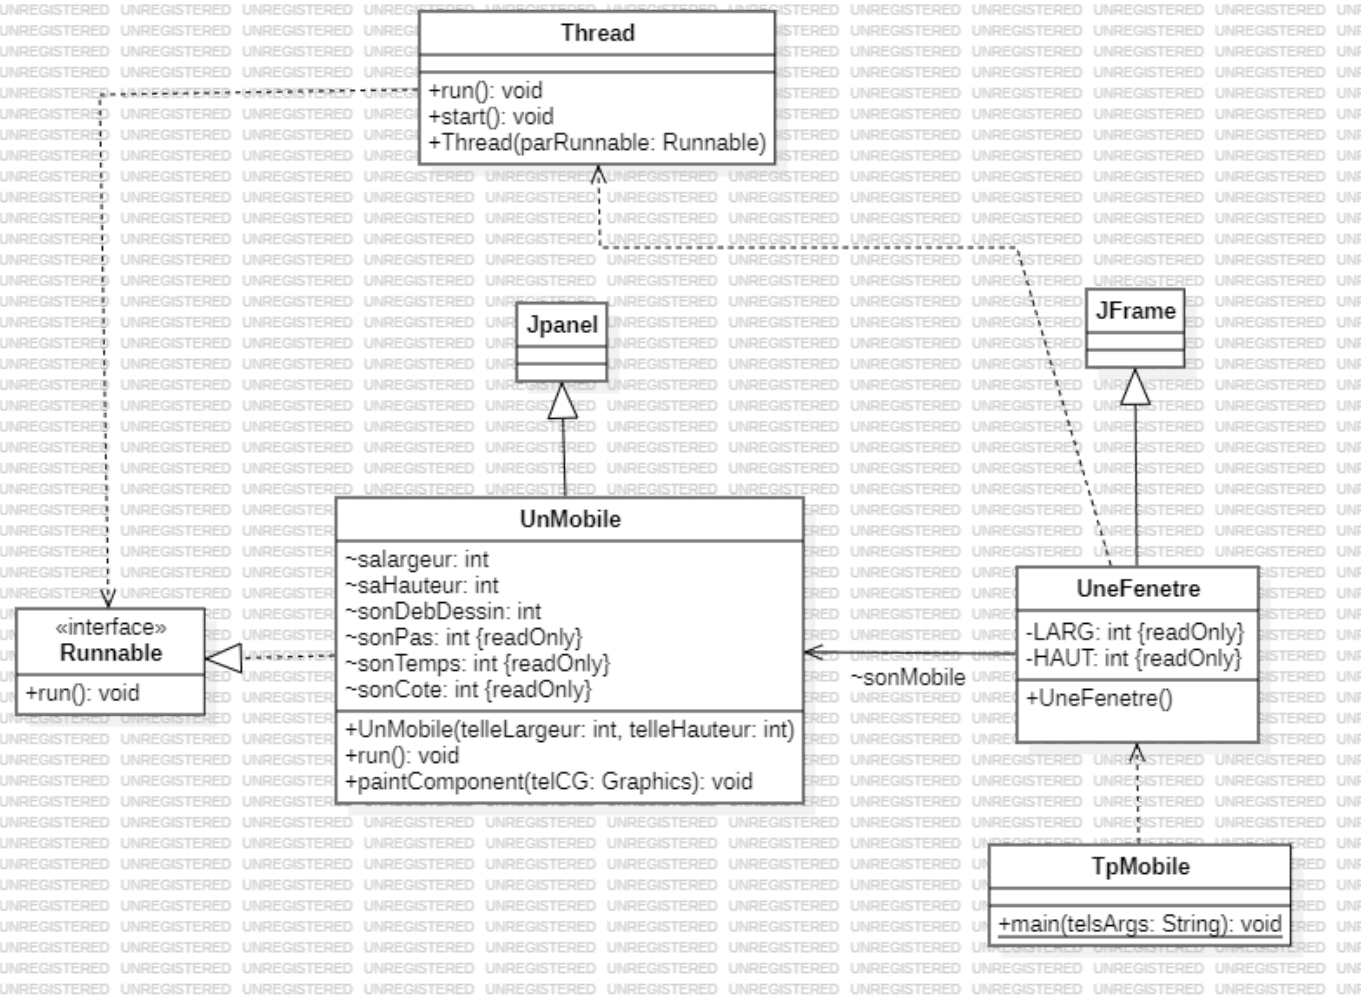 Thread
+run(): void
+start(): void
+Thread(parRunnable: Runnable)
Jpanel
JFrame
UnMobile
~salargeur: int
~saHauteur: int
~sonDebDessin: int
~sonPas: int {readOnly}
~sonTemps: int {readOnly}
~sonCote: int {readOnly}
+UnMobile(telleLargeur: int, telleHauteur: int)
+run(): void
+paintComponent(telCG: Graphics): void
«interface»
Runnable
+run(): void
~sonMobile
UneFenetre
-LARG: int {readOnly}
-HAUT: int {readOnly}
+UneFenetre()
TpMobile
+main(telsArgs: String): void
UNREGISTERED